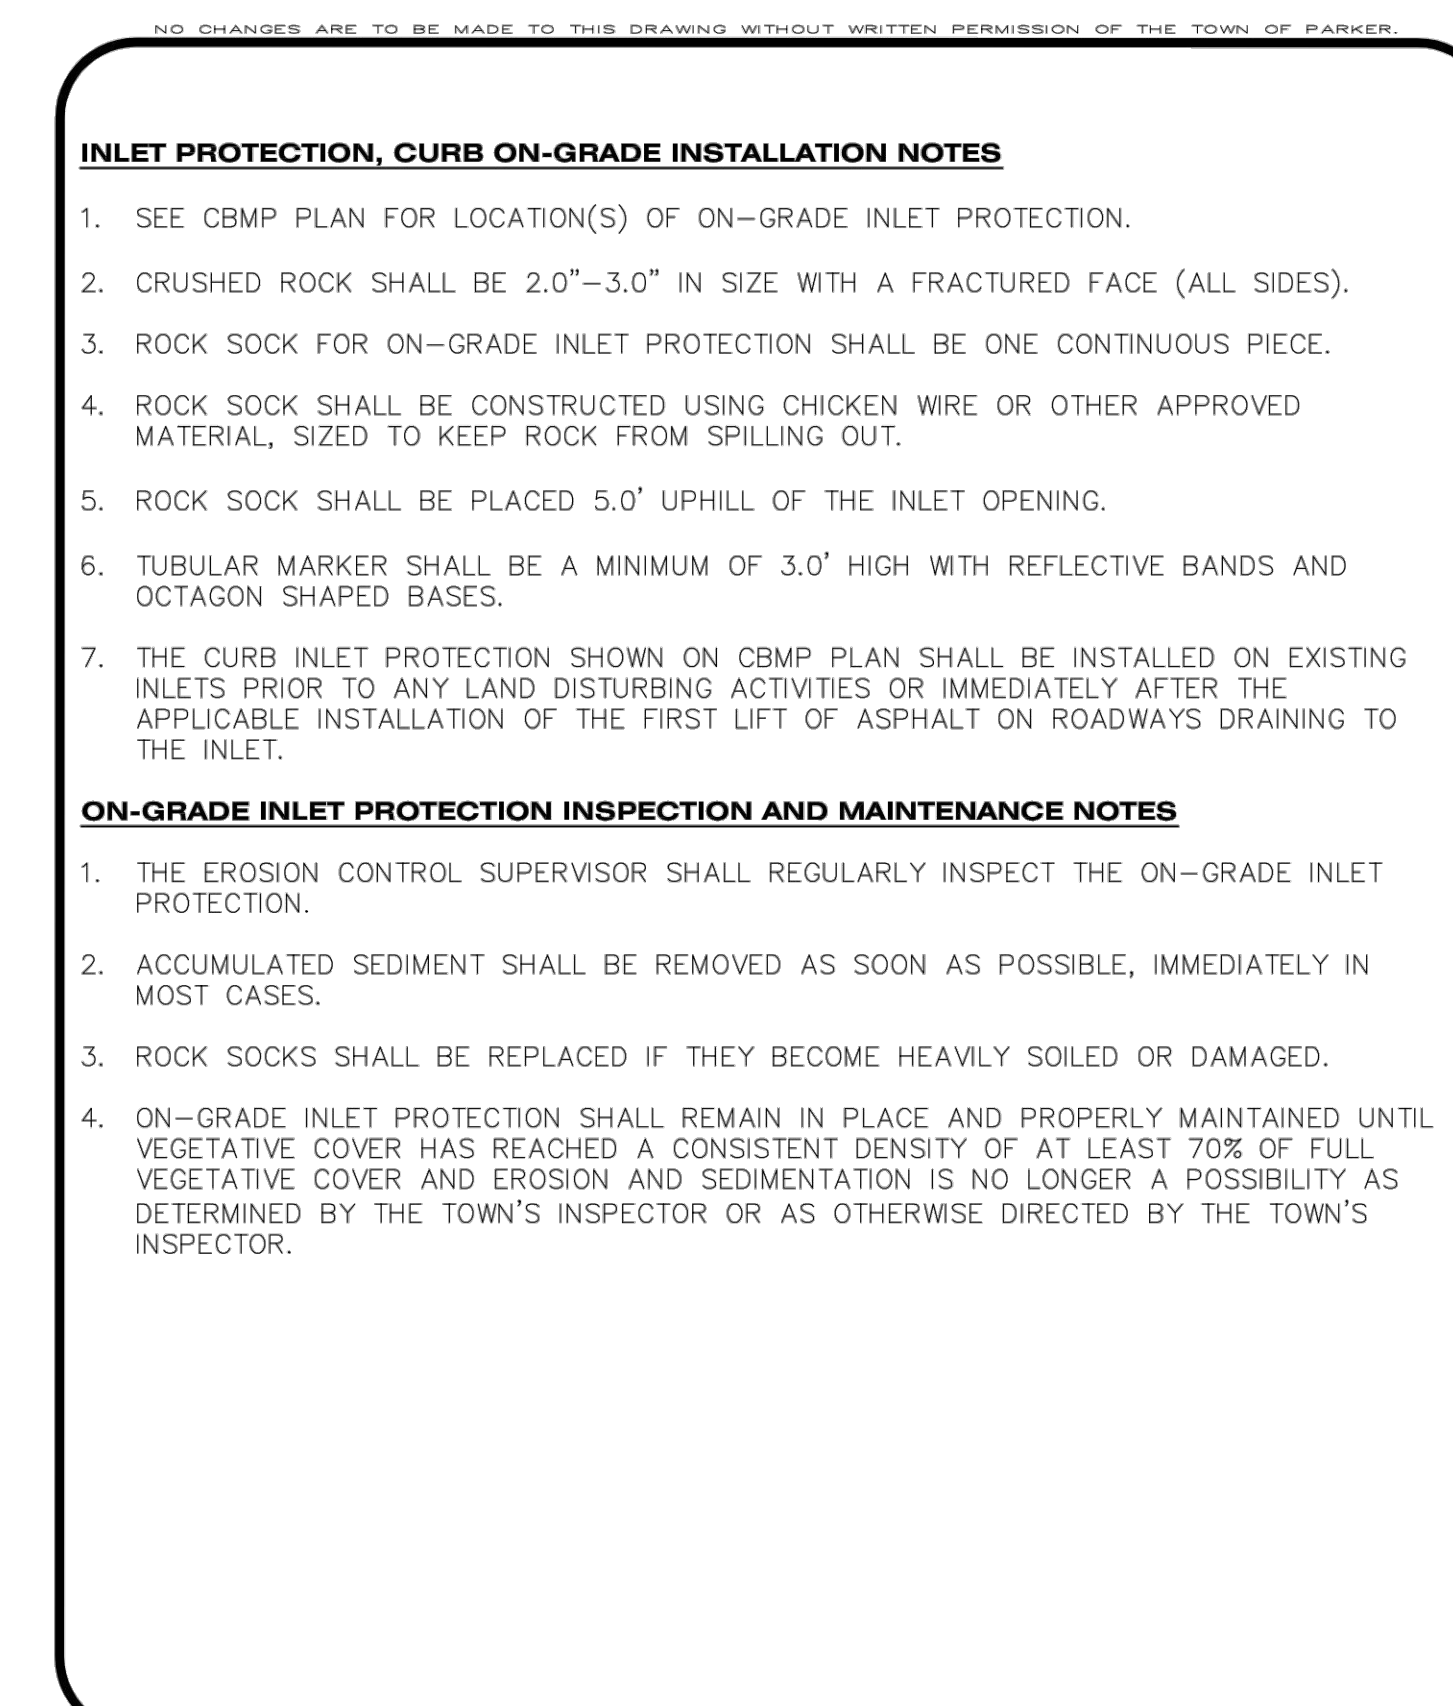 NO CHANGES ARE TO BE MADE TO THIS DRAWING WITHOUT WRITTEN PERMISSION OF THE TOWN OF PARKER.
INLET PROTECTION, CURB ON-GRADE INSTALLATION NOTES
1. SEE CBMP PLAN FOR LOCATION(S) OF ON-GRADE INLET PROTECTION.
2. CRUSHED ROCK SHALL BE 2.0"-3.0" IN SIZE WITH A FRACTURED FACE (ALL SIDES).
3. ROCK SOCK FOR ON-GRADE INLET PROTECTION SHALL BE ONE CONTINUOUS PIECE.
4. ROCK SOCK SHALL BE CONSTRUCTED USING CHICKEN WIRE OR OTHER APPROVED
MATERIAL, SIZED TO KEEP ROCK FROM SPILLING OUT.
5. ROCK SOCK SHALL BE PLACED 5.0' UPHILL OF THE INLET OPENING.
6. TUBULAR MARKER SHALL BE A MINIMUM OF 3.0' HIGH WITH REFLECTIVE BANDS AND
OCTAGON SHAPED BASES.
7. THE CURB INLET PROTECTION SHOWN ON CBMP PLAN SHALL BE INSTALLED ON EXISTING
INLETS PRIOR TO ANY LAND DISTURBING ACTIVITIES OR IMMEDIATELY AFTER THE
APPLICABLE INSTALLATION OF THE FIRST LIFT OF ASPHALT ON ROADWAYS DRAINING TO
THE INLET.
ON-GRADE INLET PROTECTION INSPECTION AND MAINTENANCE NOTES
1. THE EROSION CONTROL SUPERVISOR SHALL REGULARLY INSPECT THE ON-GRADE INLET
PROTECTION.
2. ACCUMULATED SEDIMENT SHALL BE REMOVED AS SOON AS POSSIBLE, IMMEDIATELY IN
MOST CASES.
3. ROCK SOCKS SHALL BE REPLACED IF THEY BECOME HEAVILY SOILED OR DAMAGED.
4. ON-GRADE INLET PROTECTION SHALL REMAIN IN PLACE AND PROPERLY MAINTAINED UNTIL
VEGETATIVE COVER HAS REACHED A CONSISTENT DENSITY OF AT LEAST 70% OF FULL
VEGETATIVE COVER AND EROSION AND SEDIMENTATION IS NO LONGER A POSSIBILITY AS
DETERMINED BY THE TOWN'S INSPECTOR OR AS OTHERWISE DIRECTED BY THE TOWN'S
INSPECTOR.